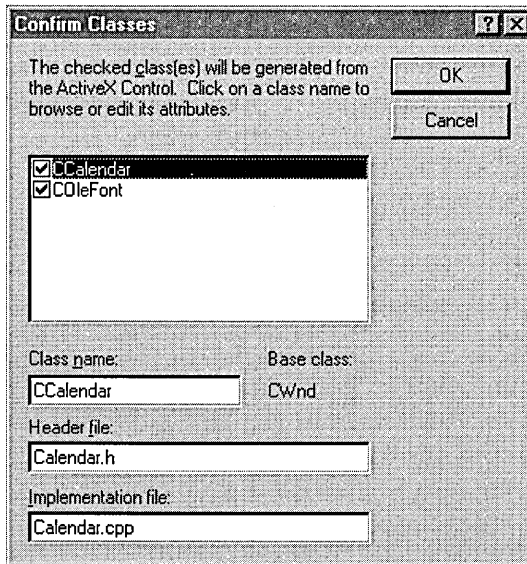 Confirm Classes
The checked class(es) will be generated from
the ActiveX Control. Click on a class name to
browse or edit its attributes.
OK
Cancel
CCalendar
COleFont
Class name:
Base class:
CCalendar
CWnd
Header file:
Calendar.h
Implementation file:
Calendar.cpp